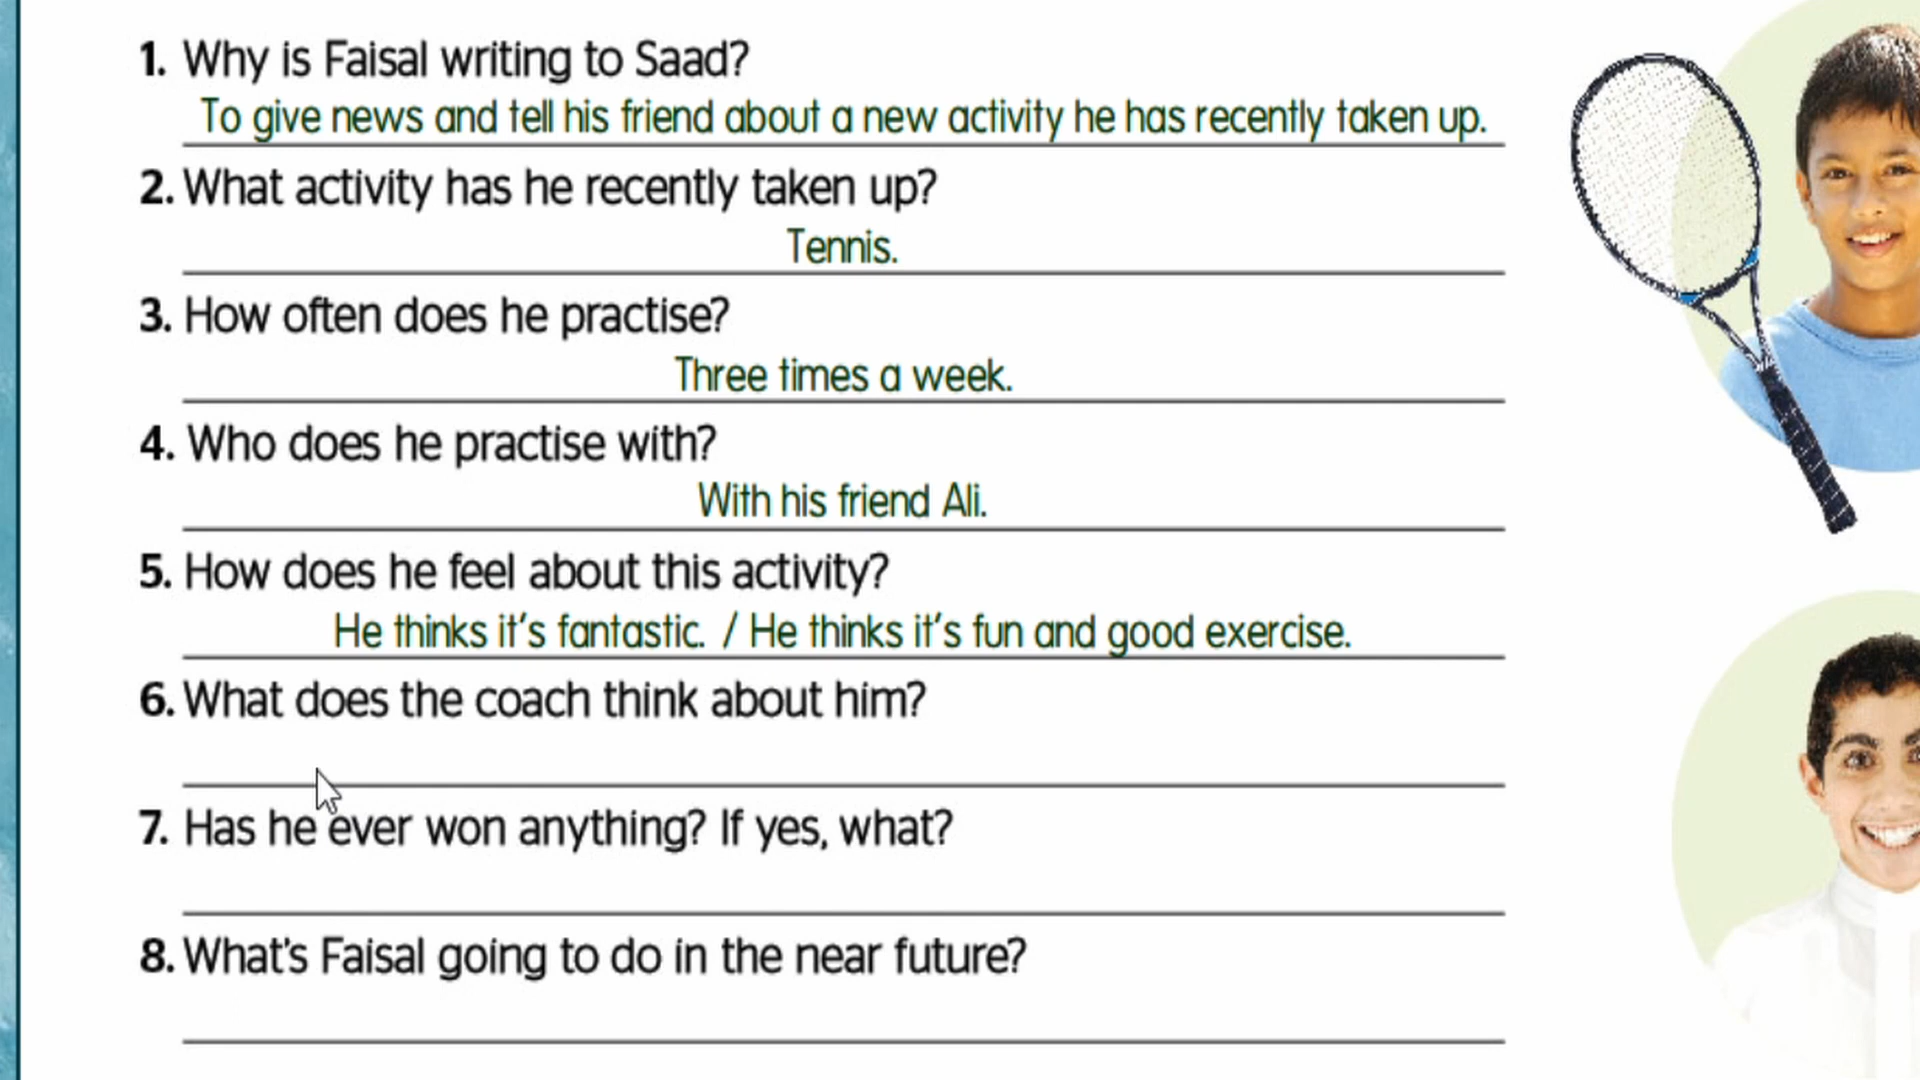 1. Why is Faisal writing to Saad?
To give news and tell his friend about a new activity he has recently taken up.
2. What activity has he recently taken up?
Tennis.
3. How often does he practise?
Three times a week.
4. Who does he practise with?
With his friend Ali.
5. How does he feel about this activity?
He thinks it's fantastic. / He thinks it's fun and good exercise.
6. What does the coach think about him?
7. Has he ever won anything? If yes, what?
8. What's Faisal going to do in the near future?